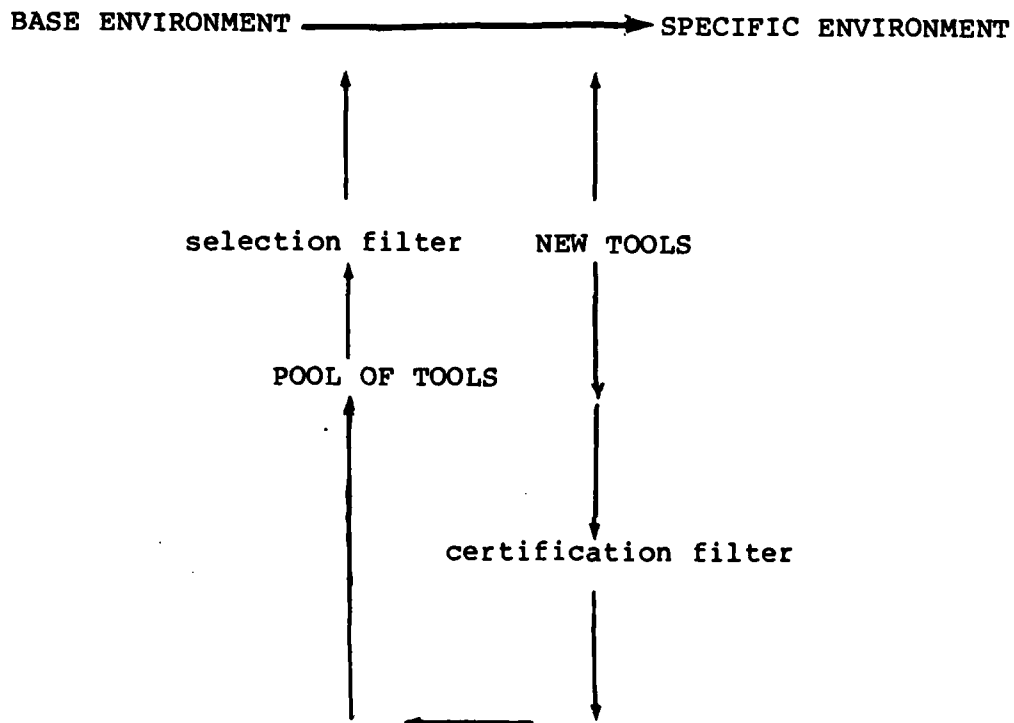 BASE ENVIRONMENT SPECIFIC ENVIRONMENT
selection filter NEW TOOLS
POOL OF TOOLS
certification filter